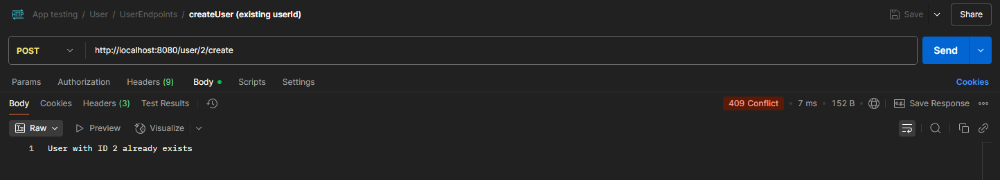 HTTP App testing / User / UserEndpoints / createUser (existing userId) Save Share
POST http://localhost:8080/user/2/create Send
Params Authorization Headers (9) Body Scripts Settings Cookies
Body Cookies Headers (3) Test Results 409 Conflict • 7 ms • 152 B • e.g. Save Response
Raw Preview Visualize
1 User with ID 2 already exists